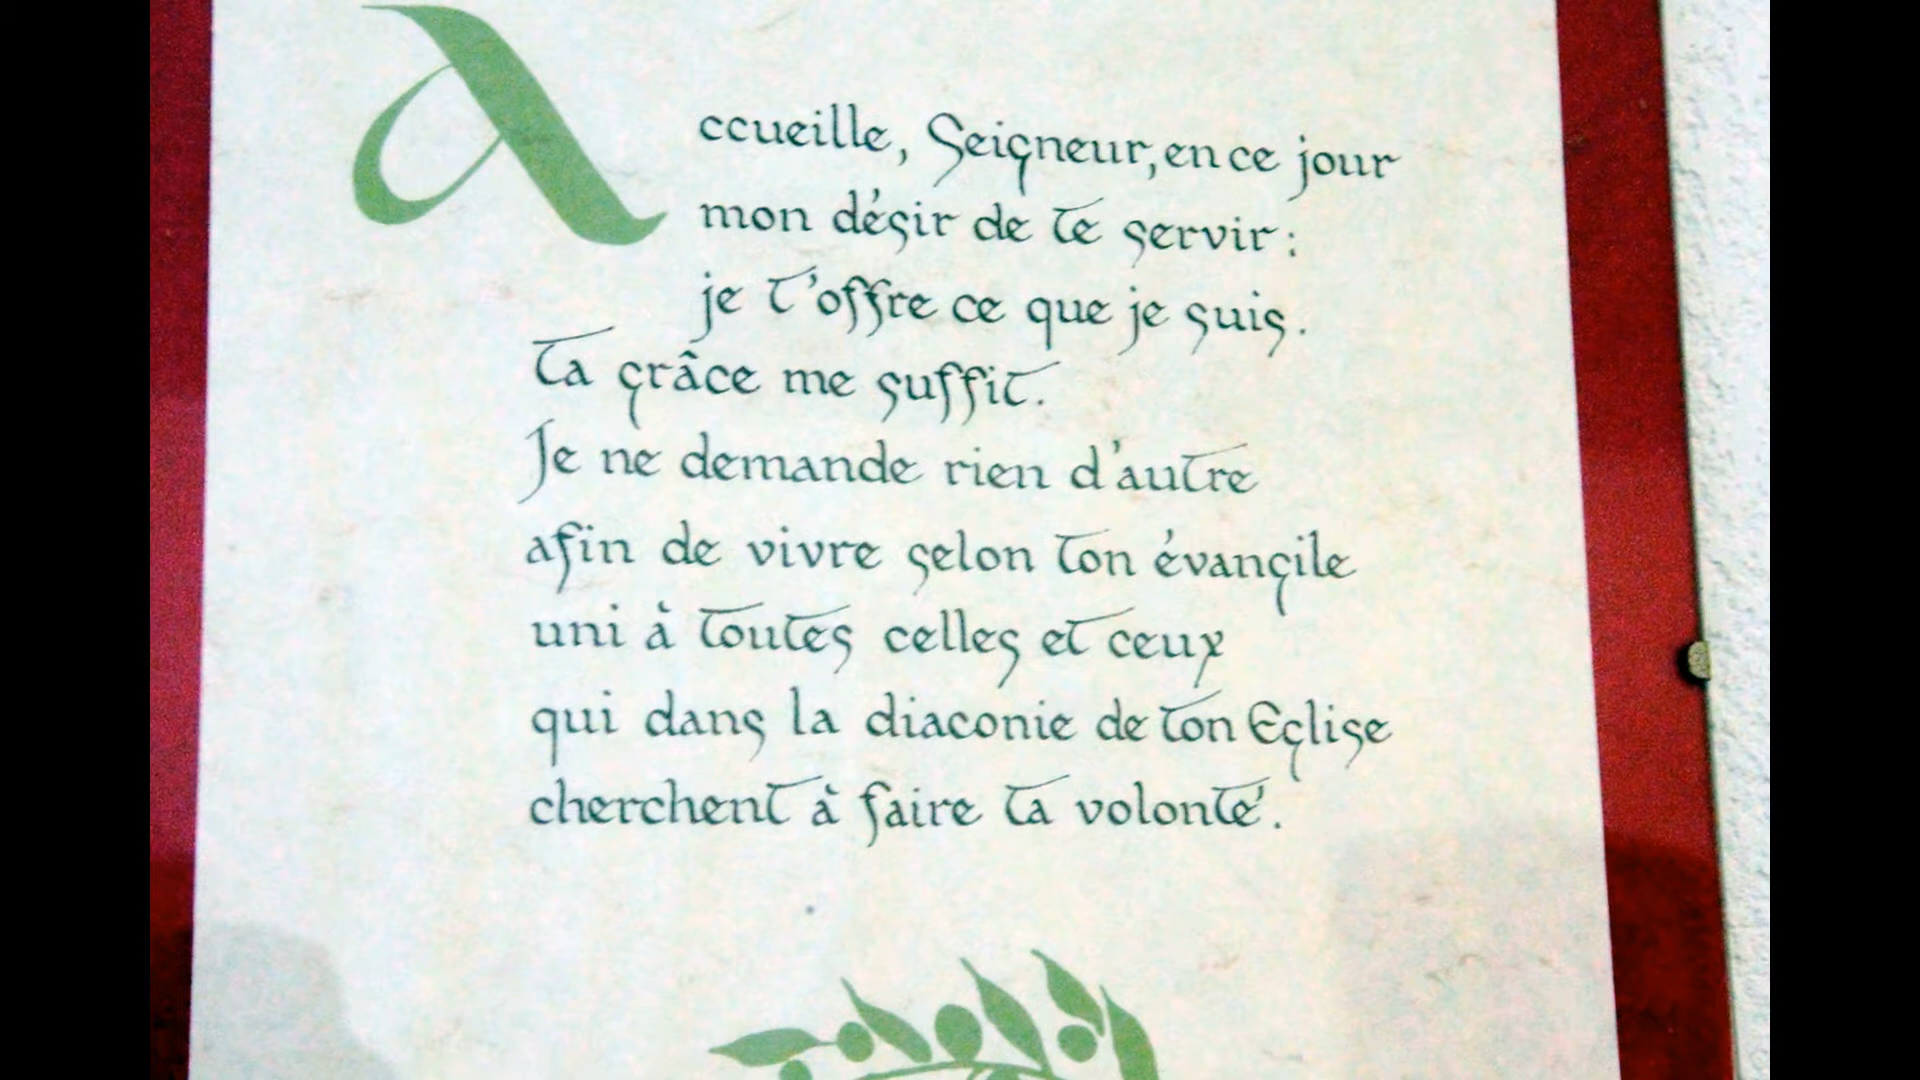 Accueille, Seigneur, en ce jour
mon désir de te servir :
je t'offre ce que je suis.
Ta grâce me suffit.
Je ne demande rien d'autre
afin de vivre selon ton évangile
uni à toutes celles et ceux
qui dans la diaconie de ton Eglise
cherchent à faire ta volonté.